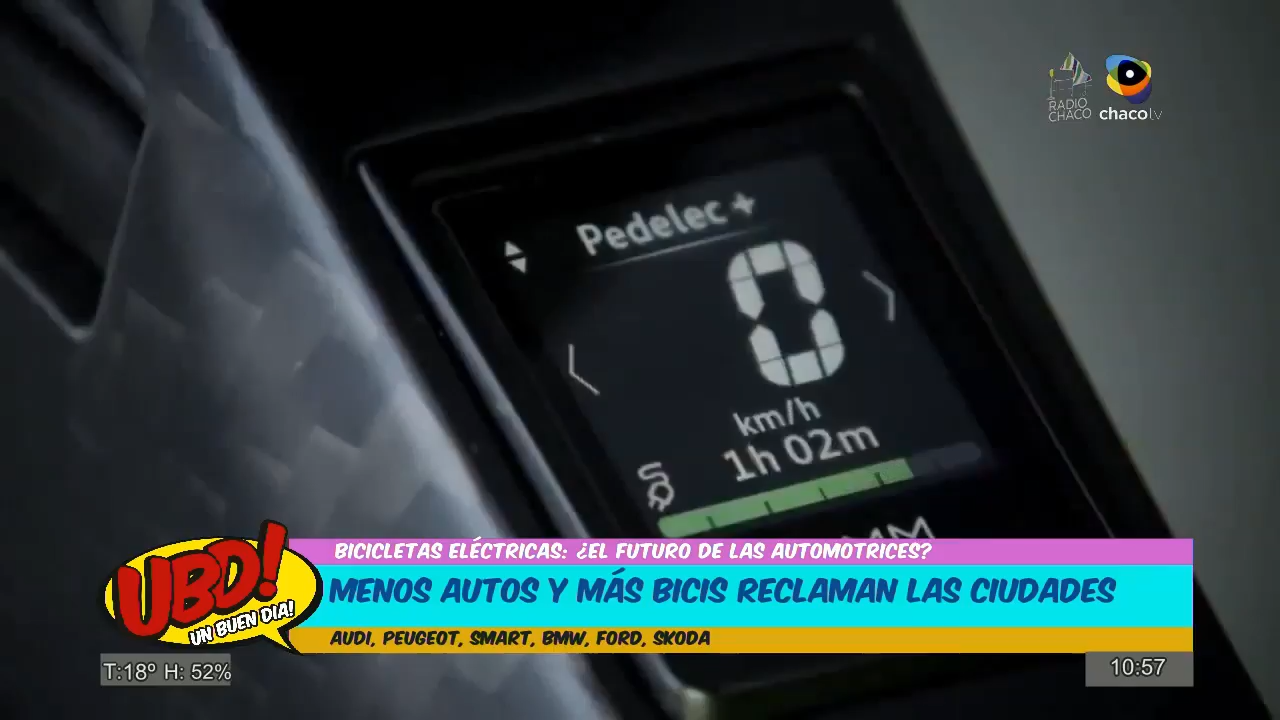 RADIO
CHACO
chacotv
Pedelec +
0
km/h
1h 02m
BICICLETAS ELÉCTRICAS: ¿EL FUTURO DE LAS AUTOMOTRICES?
UBD!
UN BUEN DIA!
MENOS AUTOS Y MÁS BICIS RECLAMAN LAS CIUDADES
AUDI, PEUGEOT, SMART, BMW, FORD, SKODA
T:18º H: 52%
10:57